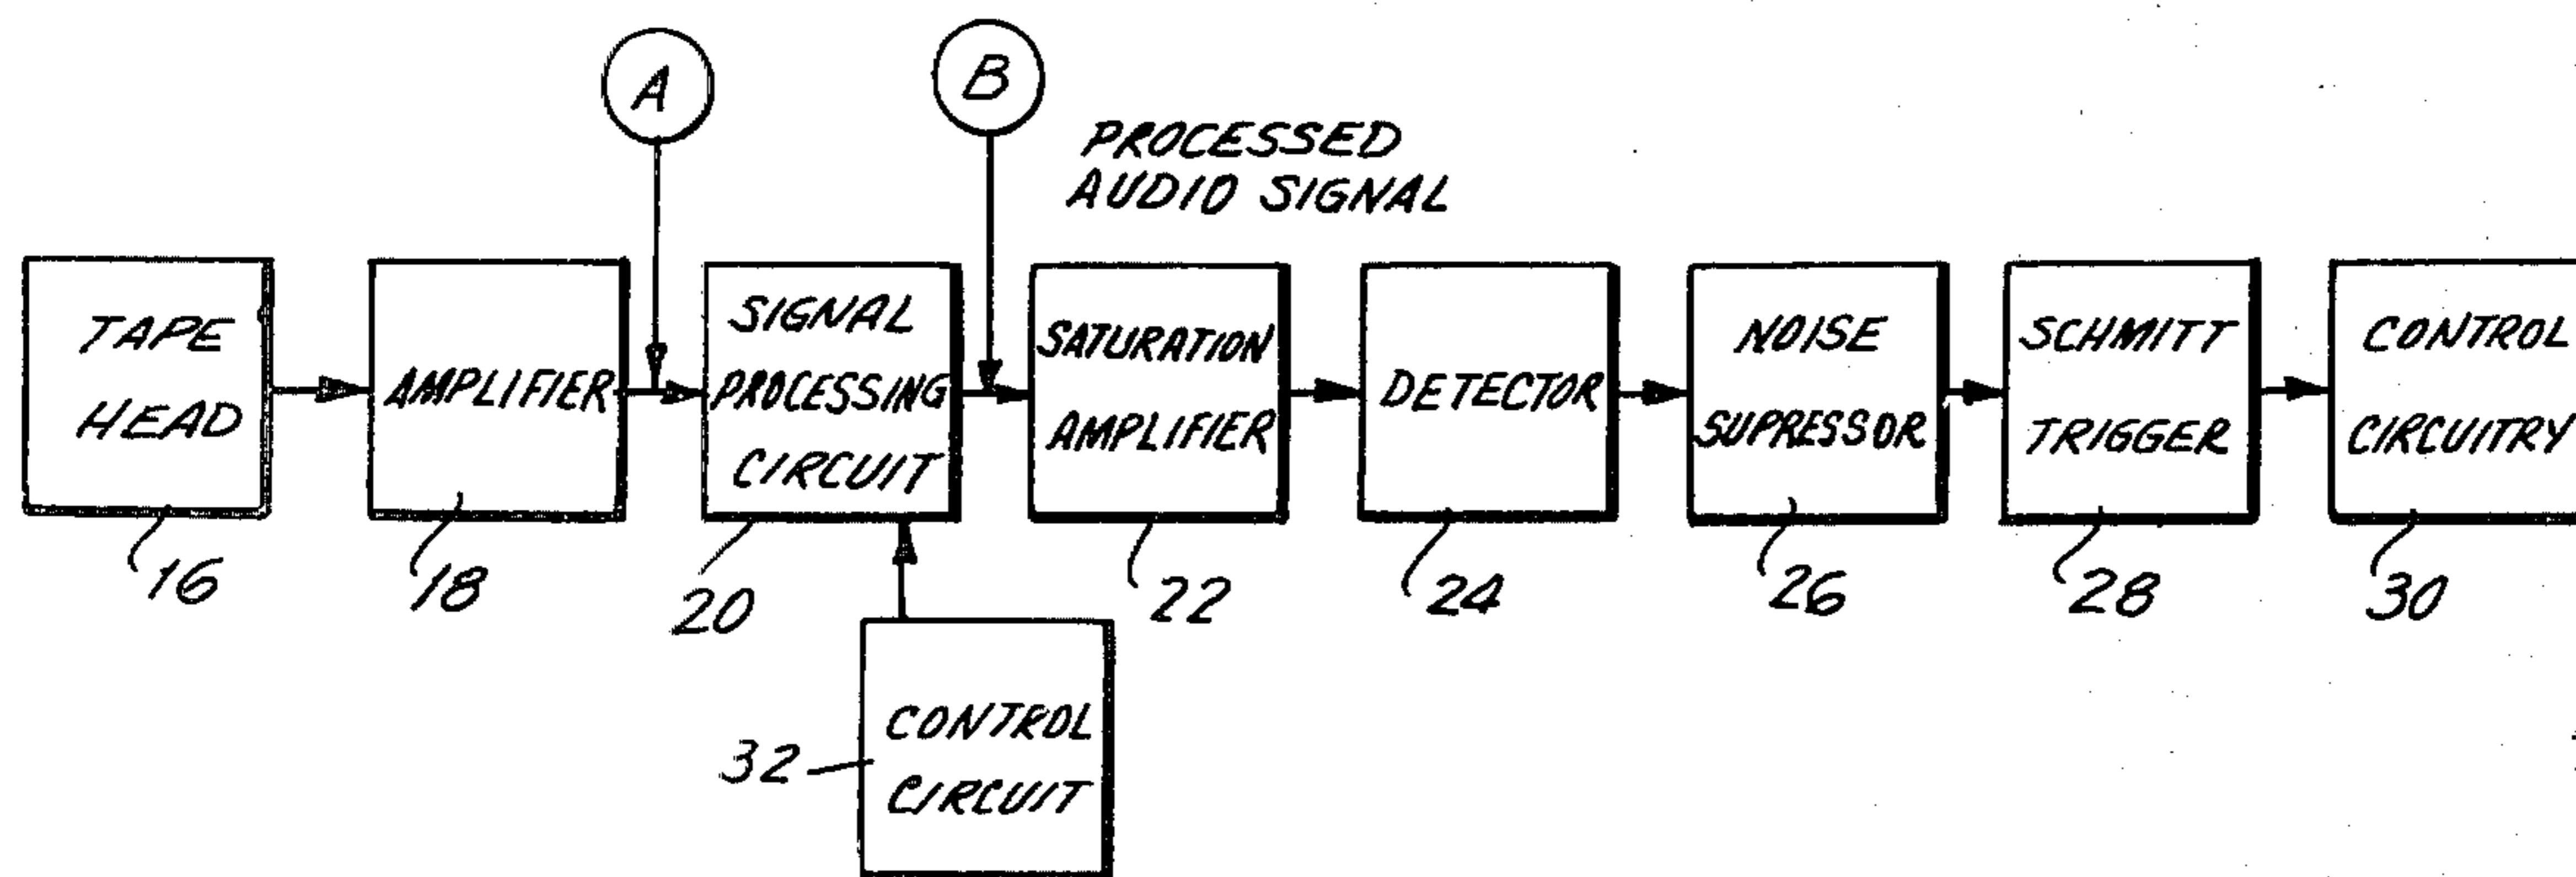 A
B
PROCESSED
AUDIO SIGNAL
TAPE
HEAD
16
AMPLIFIER
18
SIGNAL
PROCESSING
CIRCUIT
20
SATURATION
AMPLIFIER
22
DETECTOR
24
NOISE
SUPRESSOR
26
SCHMITT
TRIGGER
28
CONTROL
CIRCUITRY
30
32
CONTROL
CIRCUIT